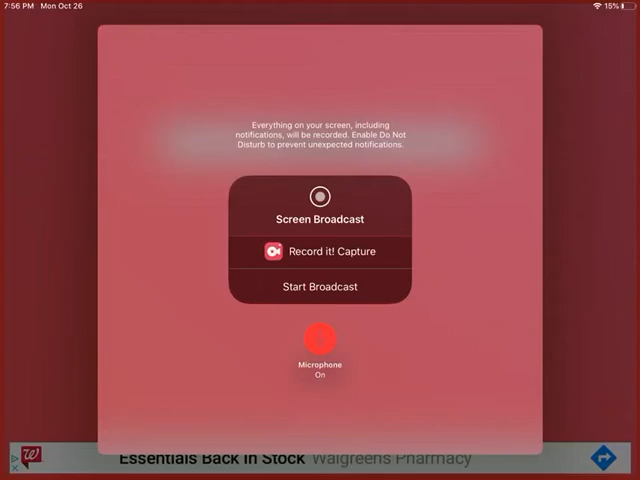 7:56 PM Mon Oct 26
15%
Everything on your screen, including
notifications, will be recorded. Enable Do Not
Disturb to prevent unexpected notifications.
Screen Broadcast
Record it! Capture
Start Broadcast
Microphone
On
Essentials Back In Stock Walgreens Pharmacy